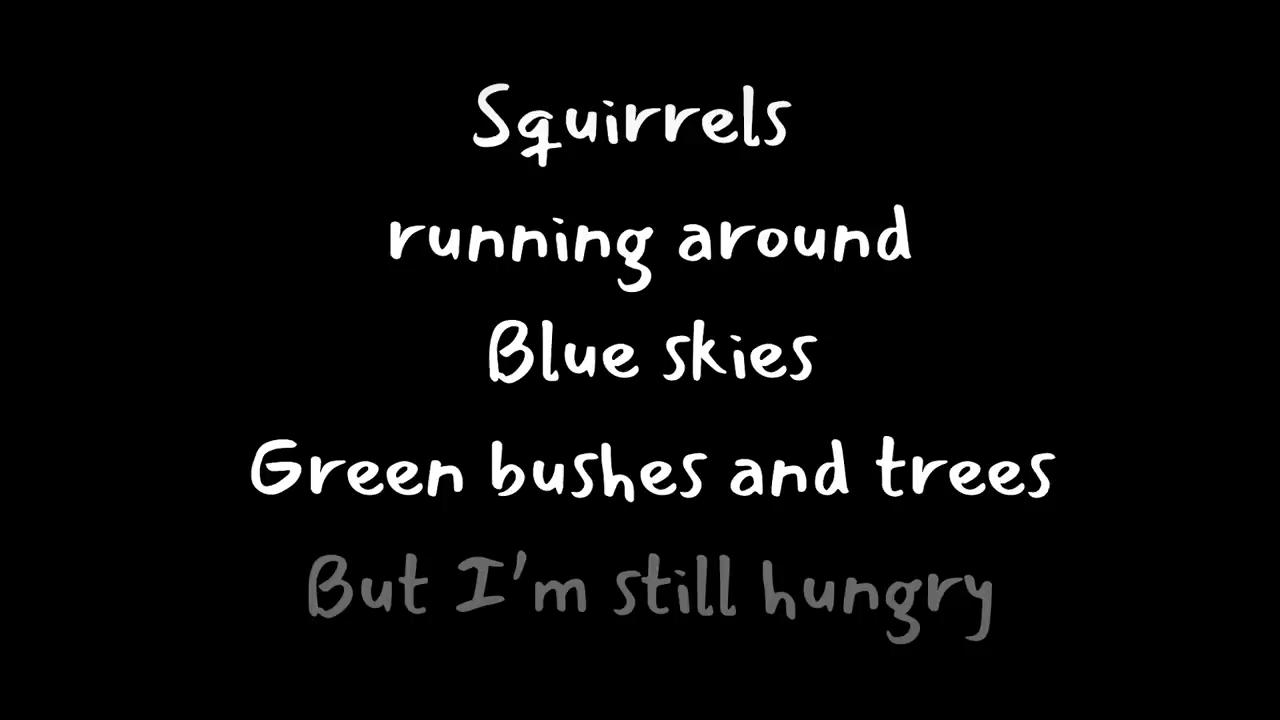 Squirrels
running around
Blue skies
Green bushes and trees
But I'm still hungry